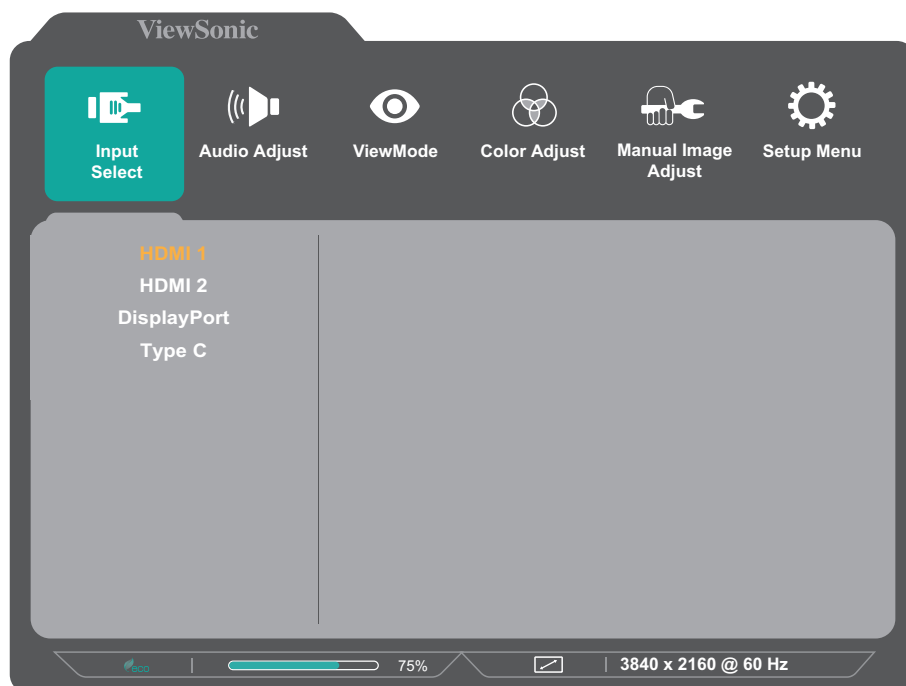 ViewSonic
Input
Select
Audio Adjust
ViewMode
Color Adjust
Manual Image
Adjust
Setup Menu
HDMI 1
HDMI 2
DisplayPort
Type C
eco
75%
3840 x 2160 @ 60 Hz